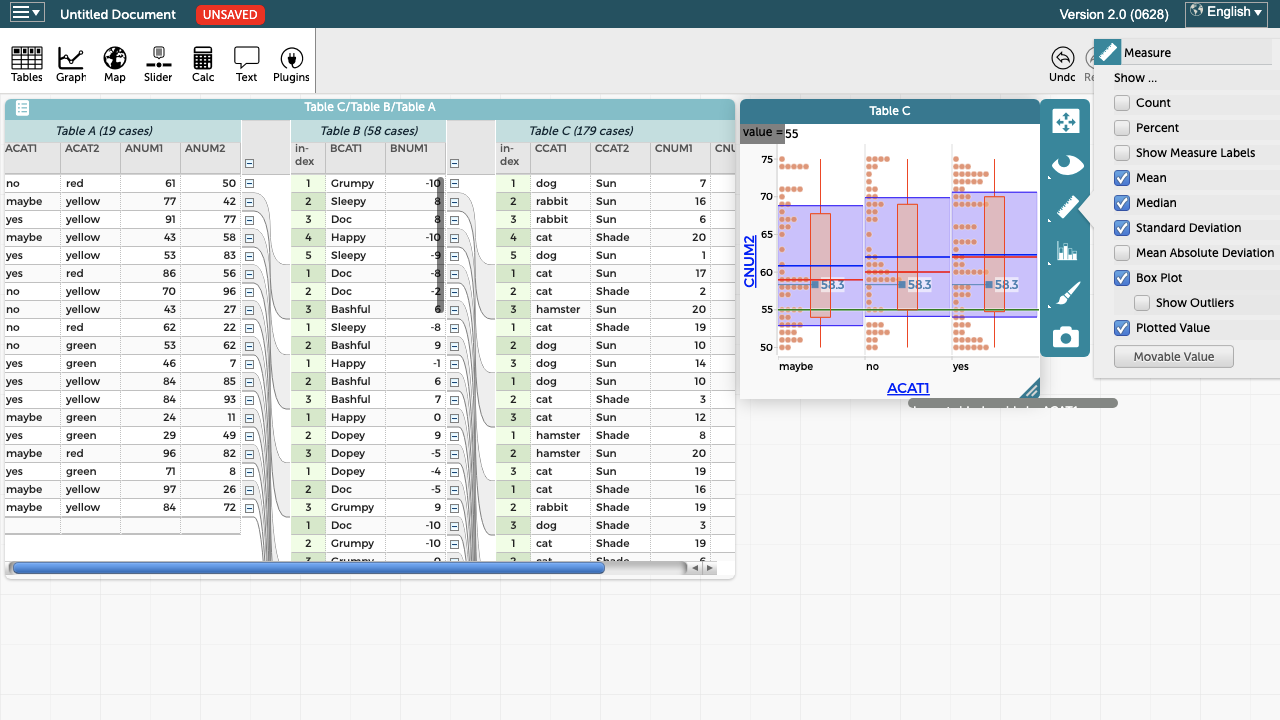 Untitled Document UNSAVED Version 2.0 (0628) English
Tables Graph Map Slider Calc Text Plugins Undo
Table C/Table B/Table A
Table A (19 cases) Table B (58 cases) Table C (179 cases)
ACAT1 ACAT2 ANUM1 ANUM2 in-dex BCAT1 BNUM1 in-dex CCAT1 CCAT2 CNUM1
no red 6 50 1 Grumpy -10 1 dog Sun 7
maybe yellow 77 42 2 Sleepy 8 2 rabbit Sun 16
yes yellow 91 77 3 Doc 8 3 rabbit Sun 6
maybe yellow 43 58 4 Happy -10 4 cat Shade 20
yes yellow 53 83 5 Sleepy -9 5 dog Sun 1
yes red 85 56 1 Doc -8 1 cat Sun 17
no yellow 70 96 2 Doc -2 2 cat Shade 2
no yellow 43 27 3 Bashful 6 3 hamster Sun 20
no red 62 22 1 Sleepy -8 1 cat Shade 19
no green 53 62 2 Bashful 9 2 dog Sun 10
yes green 46 7 1 Happy -1 3 dog Sun 14
yes yellow 84 85 2 Bashful 6 1 dog Shade 10
yes yellow 84 93 3 Bashful 7 2 cat Shade 3
maybe green 24 11 1 Happy 0 3 cat Sun 12
yes green 29 49 2 Dopey 9 1 hamster Shade 8
maybe red 96 82 3 Dopey -5 2 hamster Sun 20
yes green 71 8 1 Dopey -4 3 cat Sun 19
maybe yellow 97 26 2 Doc -5 1 cat Shade 16
maybe yellow 84 72 3 Grumpy 9 2 rabbit Shade 19
1 Doc -10 3 dog Shade 3
2 Grumpy -10 1 cat Shade 19
3 Grumpy 0 2 cat Shade 6
Table C
value = 55
75
70
65
60
55
50
CNUM2
58.3 58.3 58.3
maybe no yes
ACAT1
Measure
Show ...
Count
Percent
Show Measure Labels
Mean
Median
Standard Deviation
Mean Absolute Deviation
Box Plot
Show Outliers
Plotted Value
Movable Value